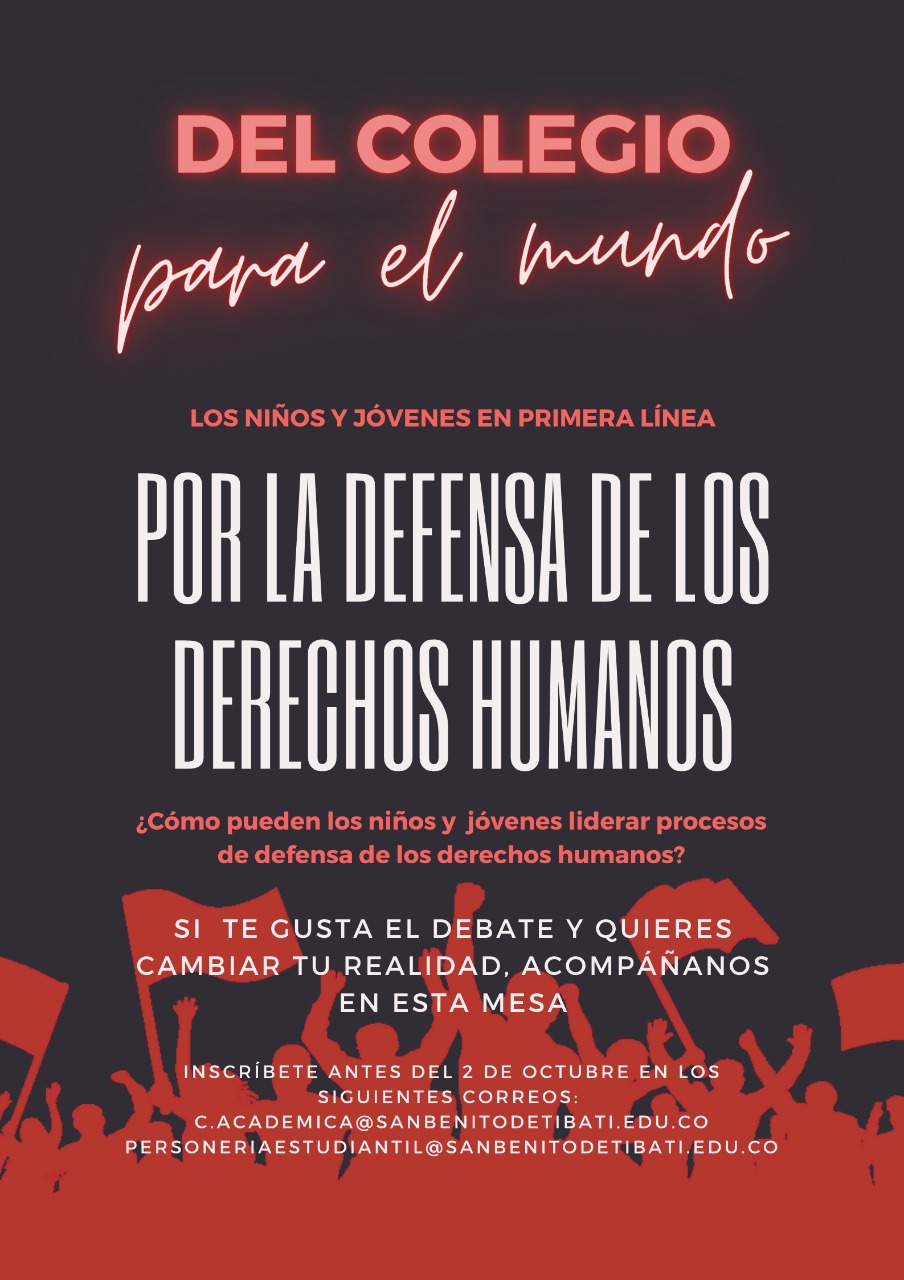 DEL COLEGIO
para el mundo
LOS NIÑOS Y JÓVENES EN PRIMERA LÍNEA
POR LA DEFENSA DE LOS
DERECHOS HUMANOS
¿Cómo pueden los niños y jóvenes liderar procesos
de defensa de los derechos humanos?
SI TE GUSTA EL DEBATE Y QUIERES
CAMBIAR TU REALIDAD, ACOMPÁÑANOS
EN ESTA MESA
INSCRÍBETE ANTES DEL 2 DE OCTUBRE EN LOS
SIGUIENTES CORREOS:
C.ACADEMICA@SANBENITODETIBATI.EDU.CO
PERSONERIAESTUDIANTIL@SANBENITODETIBATI.EDU.CO